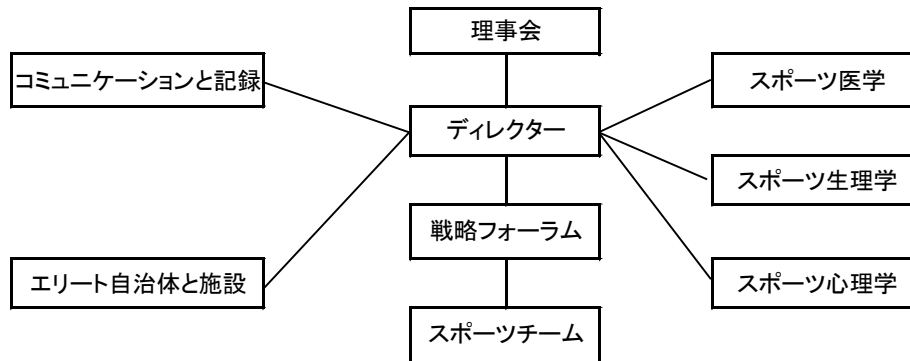 理事会
コミュニケーションと記録
スポーツ医学
ディレクター
スポーツ生理学
戦略フォーラム
エリート自治体と施設
スポーツ心理学
スポーツチーム